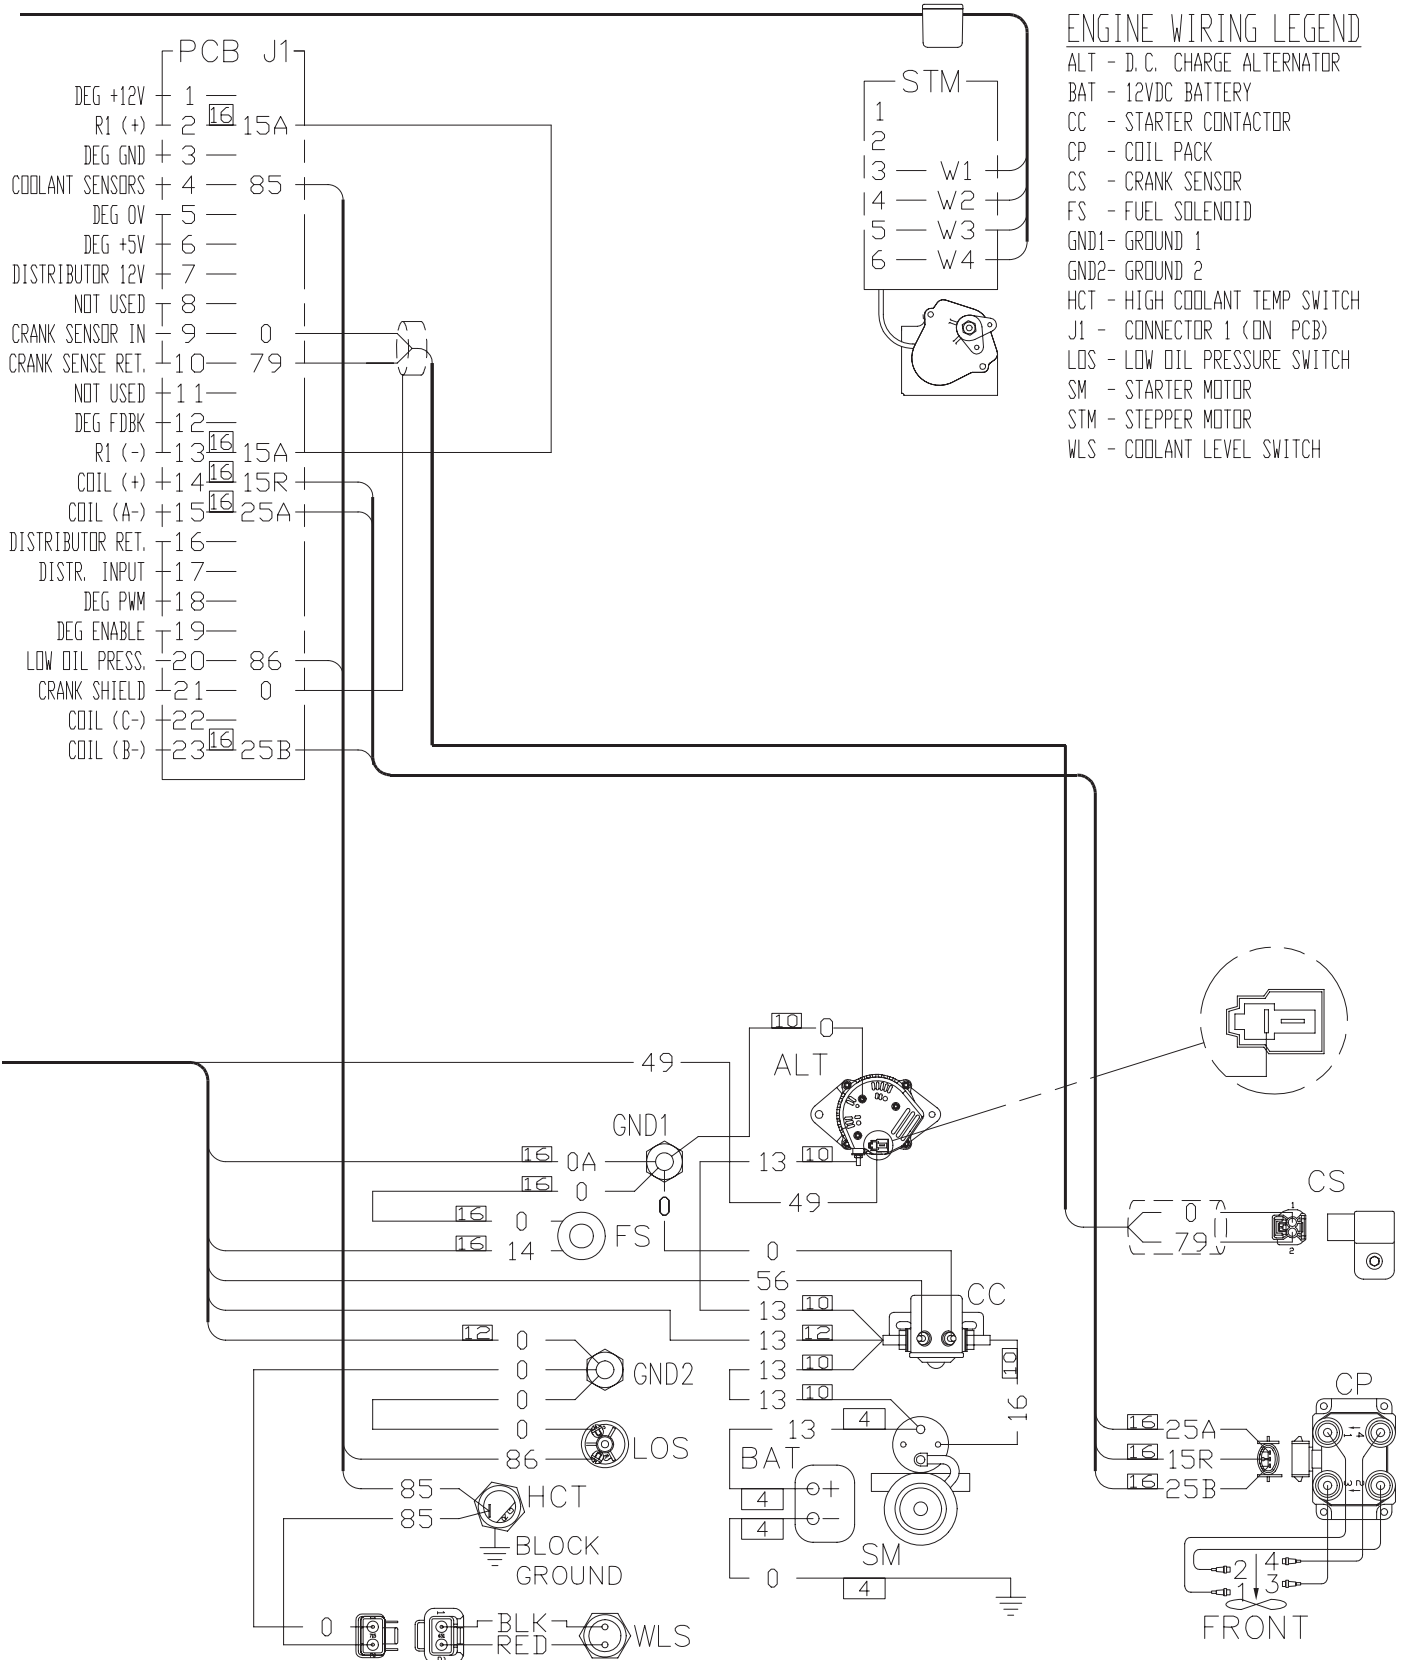 ENGINE WIRING LEGEND
ALT - D.C. CHARGE ALTERNATOR
BAT - 12VDC BATTERY
CC - STARTER CONTACTOR
CP - COIL PACK
CS - CRANK SENSOR
FS - FUEL SOLENOID
GND1- GROUND 1
GND2- GROUND 2
HCT - HIGH COOLANT TEMP SWITCH
J1 - CONNECTOR 1 (ON PCB)
LOS - LOW OIL PRESSURE SWITCH
SM - STARTER MOTOR
STM - STEPPER MOTOR
WLS - COOLANT LEVEL SWITCH
PCB J1
DEG +12V 1
R1 (+) 2 16 15A
DEG GND 3
COOLANT SENSORS 4 85
DEG 0V 5
DEG +5V 6
DISTRIBUTOR 12V 7
NOT USED 8
CRANK SENSOR IN 9 0
CRANK SENSE RET. 10 79
NOT USED 11
DEG FDBK 12
R1 (-) 13 16 15A
COIL (+) 14 16 15R
COIL (A-) 15 16 25A
DISTRIBUTOR RET. 16
DISTR. INPUT 17
DEG PWM 18
DEG ENABLE 19
LOW OIL PRESS. 20 86
CRANK SHIELD 21 0
COIL (C-) 22
COIL (B-) 23 16 25B
STM
1
2
3 W1
4 W2
5 W3
6 W4
10 0
49
ALT
GND1
16 0A
13 10
16 0
49
0
16 0
FS
16 14
0
56
CC
13 10
12 0
13 12
0
GND2
13 10
10
0
13 10
16
0
13 4
LOS
86
BAT
+
4
85
HCT
-
4
85
BLOCK
GROUND
SM
0 4
0
BLK
RED
WLS
CS
0
79
1
2
CP
16 25A
16 15R
16 25B
1
4
3
2
2 4
1 3
FRONT